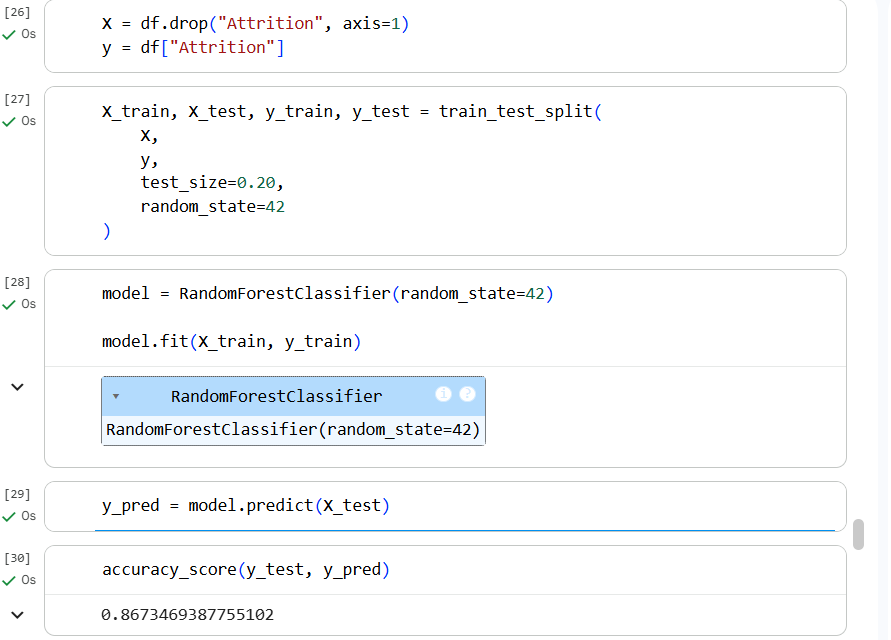 [26]
0s
X = df.drop("Attrition", axis=1)
y = df["Attrition"]
[27]
0s
X_train, X_test, y_train, y_test = train_test_split(
    X,
    y,
    test_size=0.20,
    random_state=42
)
[28]
0s
model = RandomForestClassifier(random_state=42)
model.fit(X_train, y_train)
RandomForestClassifier i ?
RandomForestClassifier(random_state=42)
[29]
0s
y_pred = model.predict(X_test)
[30]
0s
accuracy_score(y_test, y_pred)
0.8673469387755102